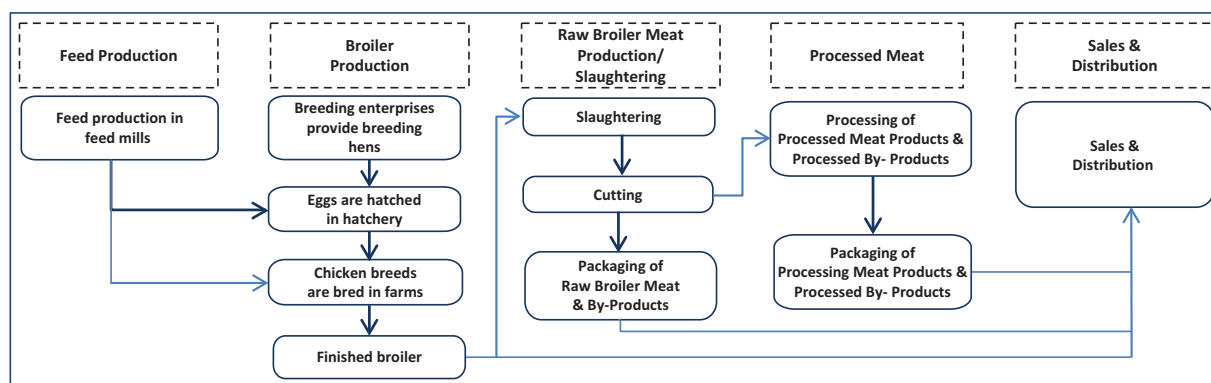 Feed Production
Broiler
Production
Raw Broiler Meat
Production/
Slaughtering
Processed Meat
Sales &
Distribution
Feed production in
feed mills
Breeding enterprises
provide breeding
hens
Eggs are hatched
in hatchery
Chicken breeds
are bred in farms
Finished broiler
Slaughtering
Cutting
Packaging of
Raw Broiler Meat
& By-Products
Processing of
Processed Meat Products &
Processed By- Products
Packaging of
Processing Meat Products &
Processed By- Products
Sales &
Distribution